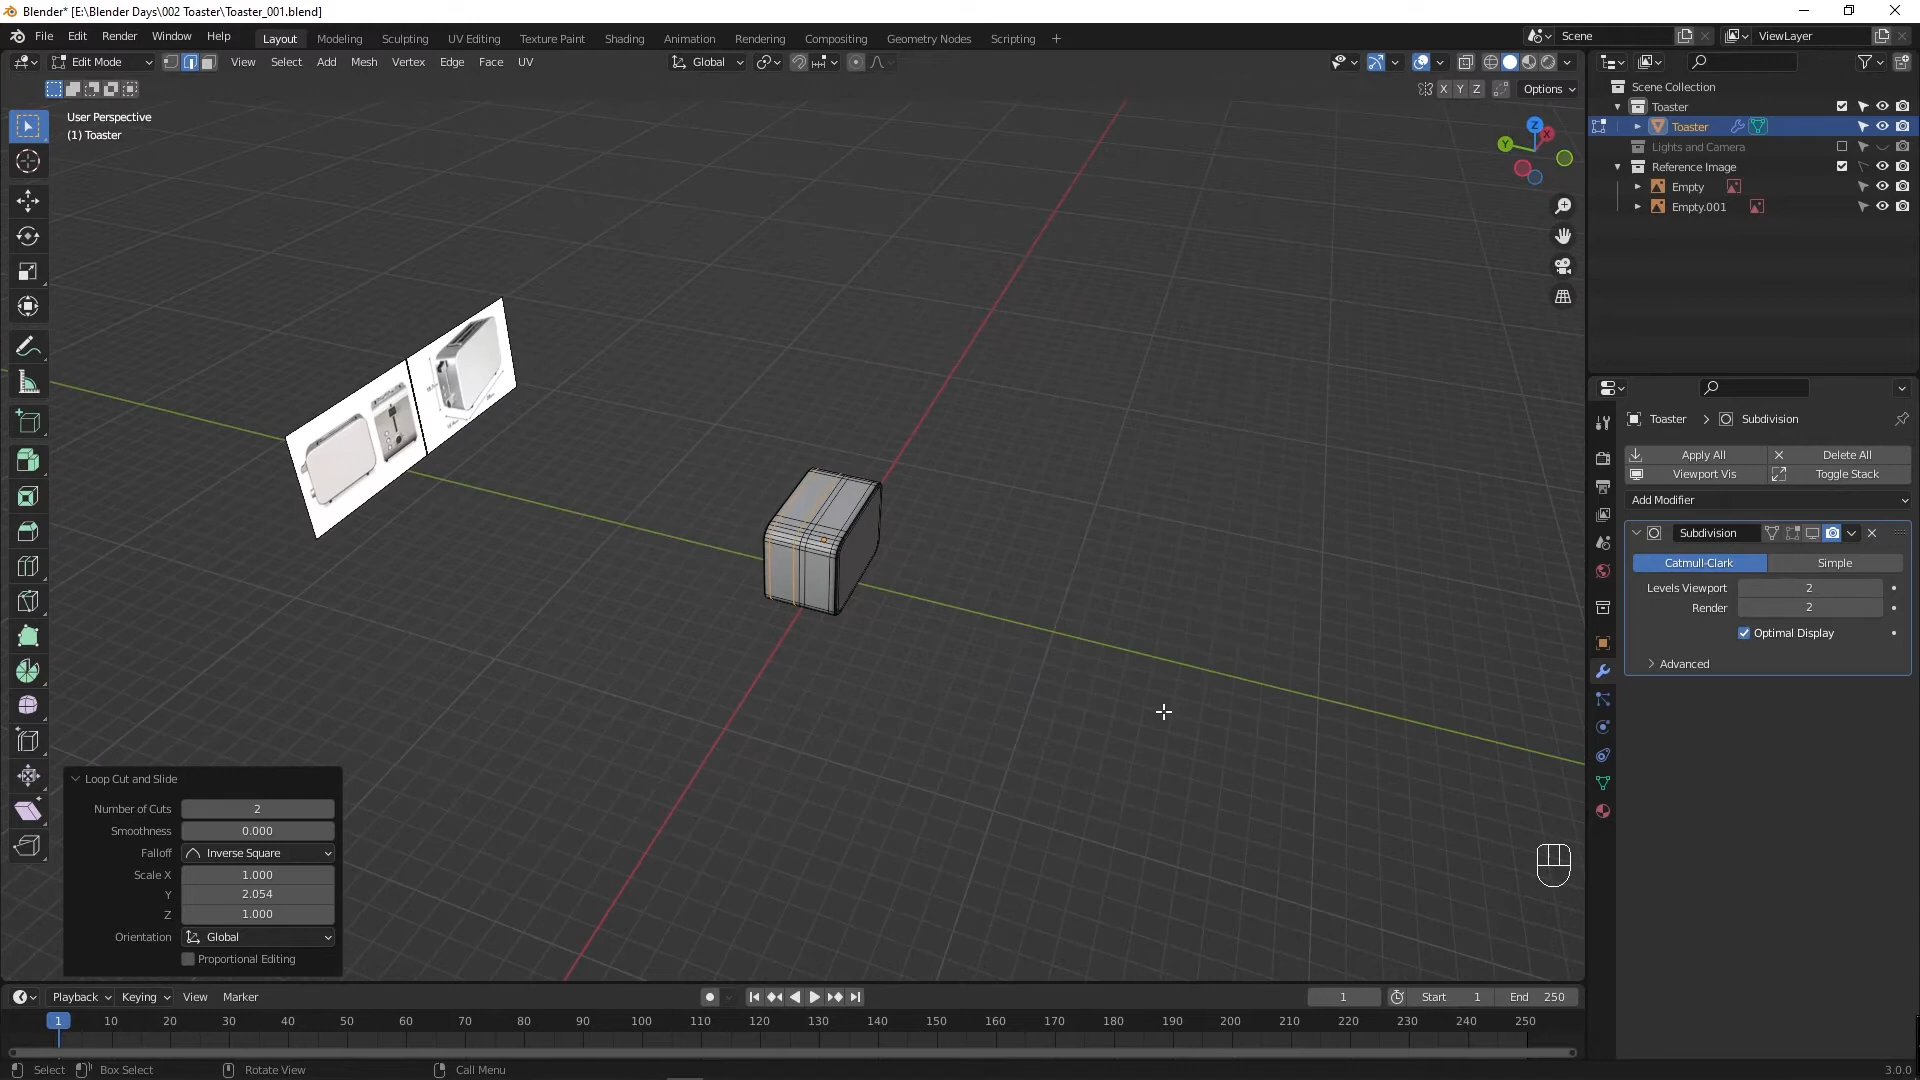 Blender* [E:\Blender Days\002 Toaster\Toaster_001.blend]
File Edit Render Window Help Layout Modeling Sculpting UV Editing Texture Paint Shading Animation Rendering Compositing Geometry Nodes Scripting + Scene ViewLayer
Edit Mode View Select Add Mesh Vertex Edge Face UV Global
X Y Z Options
User Perspective
(1) Toaster
Z
X
Y
Scene Collection
Toaster
Toaster
Lights and Camera
Reference Image
Empty
Empty.001
Toaster > Subdivision
Apply All Delete All
Viewport Vis Toggle Stack
Add Modifier
Subdivision
Catmull-Clark Simple
Levels Viewport 2
Render 2
Optimal Display
Advanced
Loop Cut and Slide
Number of Cuts 2
Smoothness 0.000
Falloff Inverse Square
Scale X 1.000
Y 2.054
Z 1.000
Orientation Global
Proportional Editing
Playback Keying View Marker 1 Start 1 End 250
1 10 20 30 40 50 60 70 80 90 100 110 120 130 140 150 160 170 180 190 200 210 220 230 240 250
Select Box Select Rotate View Call Menu 3.0.0